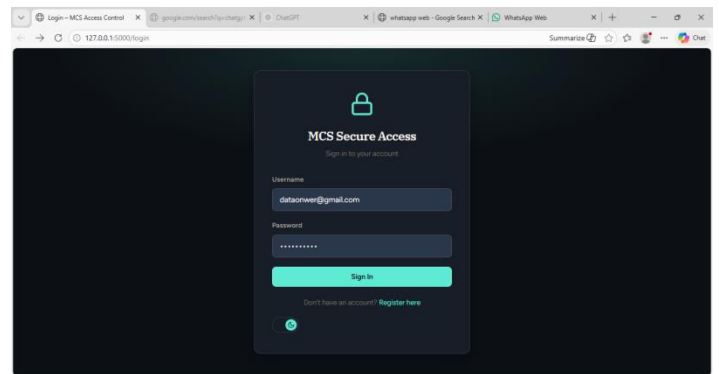 Login – MCS Access Control
google.com/search?q=chatgp
ChatGPT
whatsapp web - Google Search
WhatsApp Web
127.0.0.1:5000/login
Summarize
Chat
MCS Secure Access
Sign in to your account
Username
dataonwer@gmail.com
Password
Sign In
Don't have an account? Register here